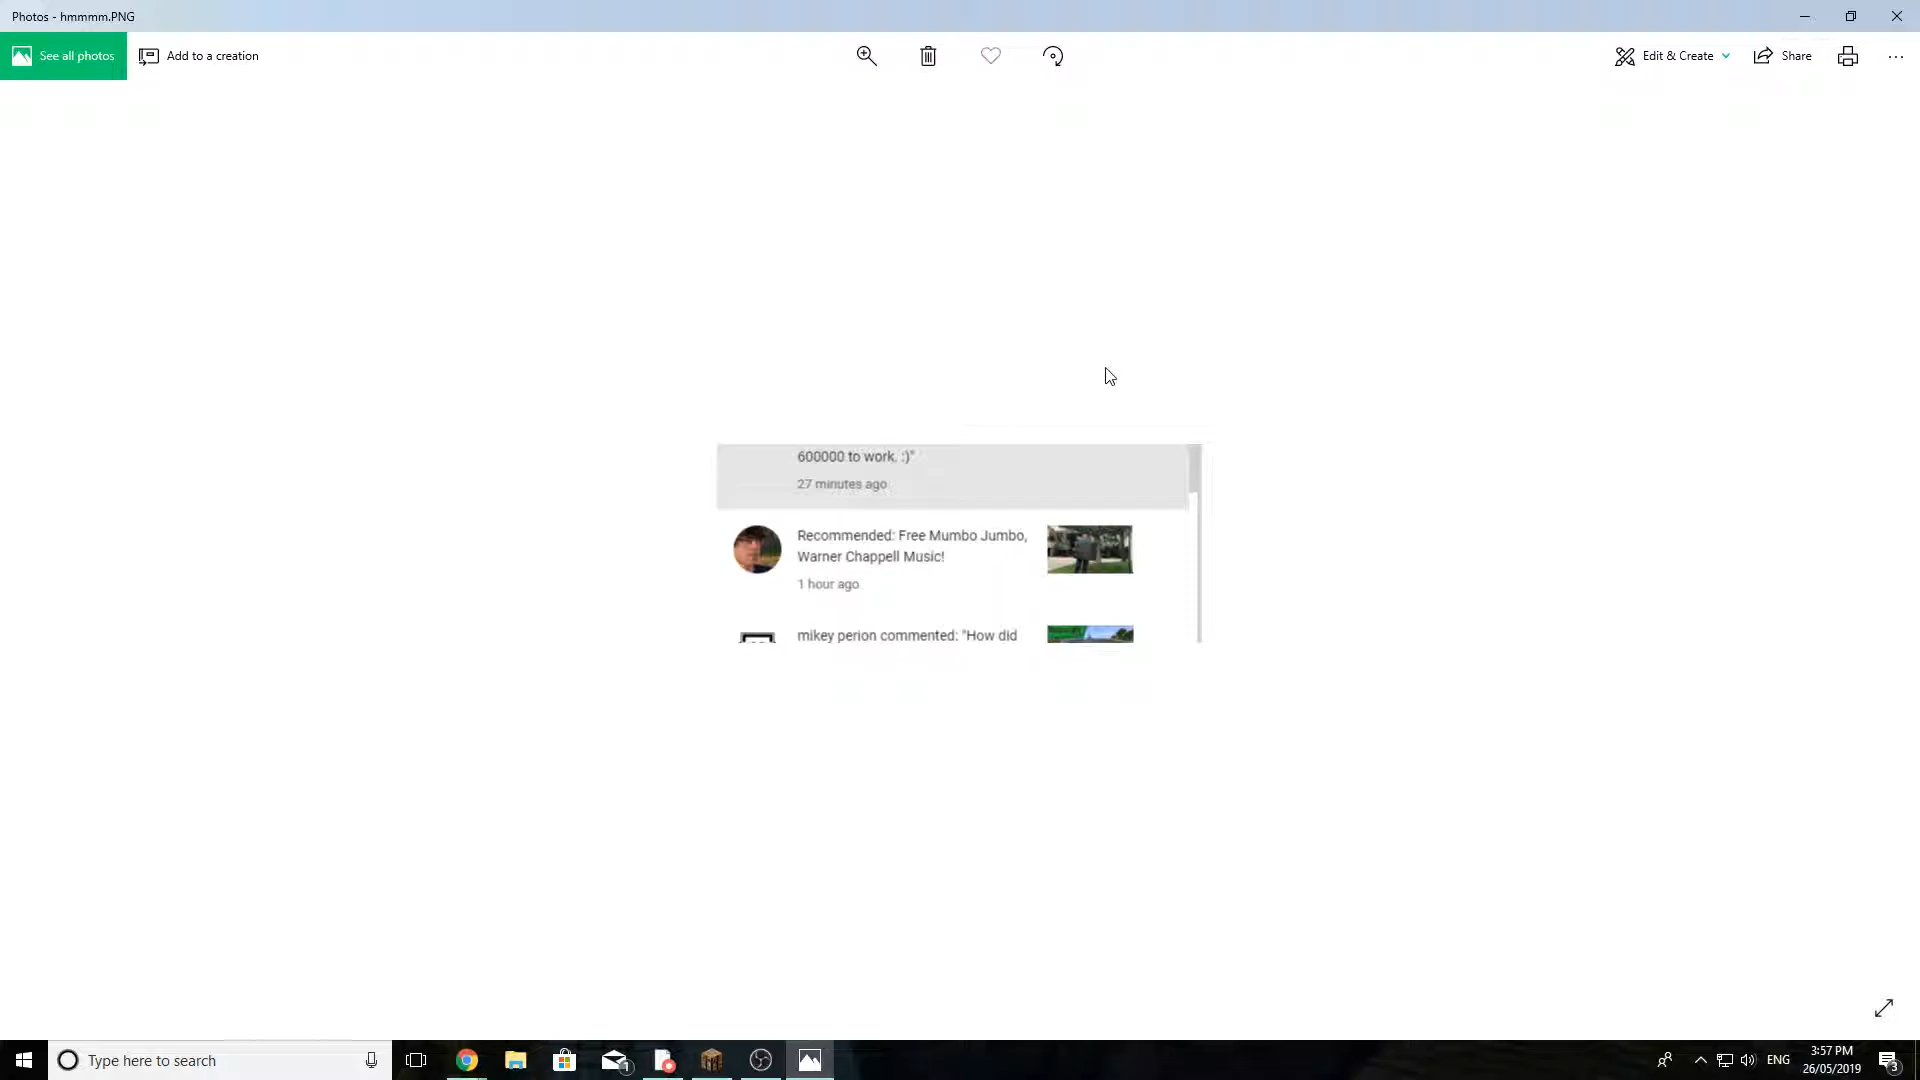 Photos - hmmmm.PNG
See all photos
Add to a creation
Edit & Create
Share
600000 to work. :)"
27 minutes ago
Recommended: Free Mumbo Jumbo,
Warner Chappell Music!
1 hour ago
mikey perion commented: "How did
Type here to search
1
ENG
3:57 PM
26/05/2019
3